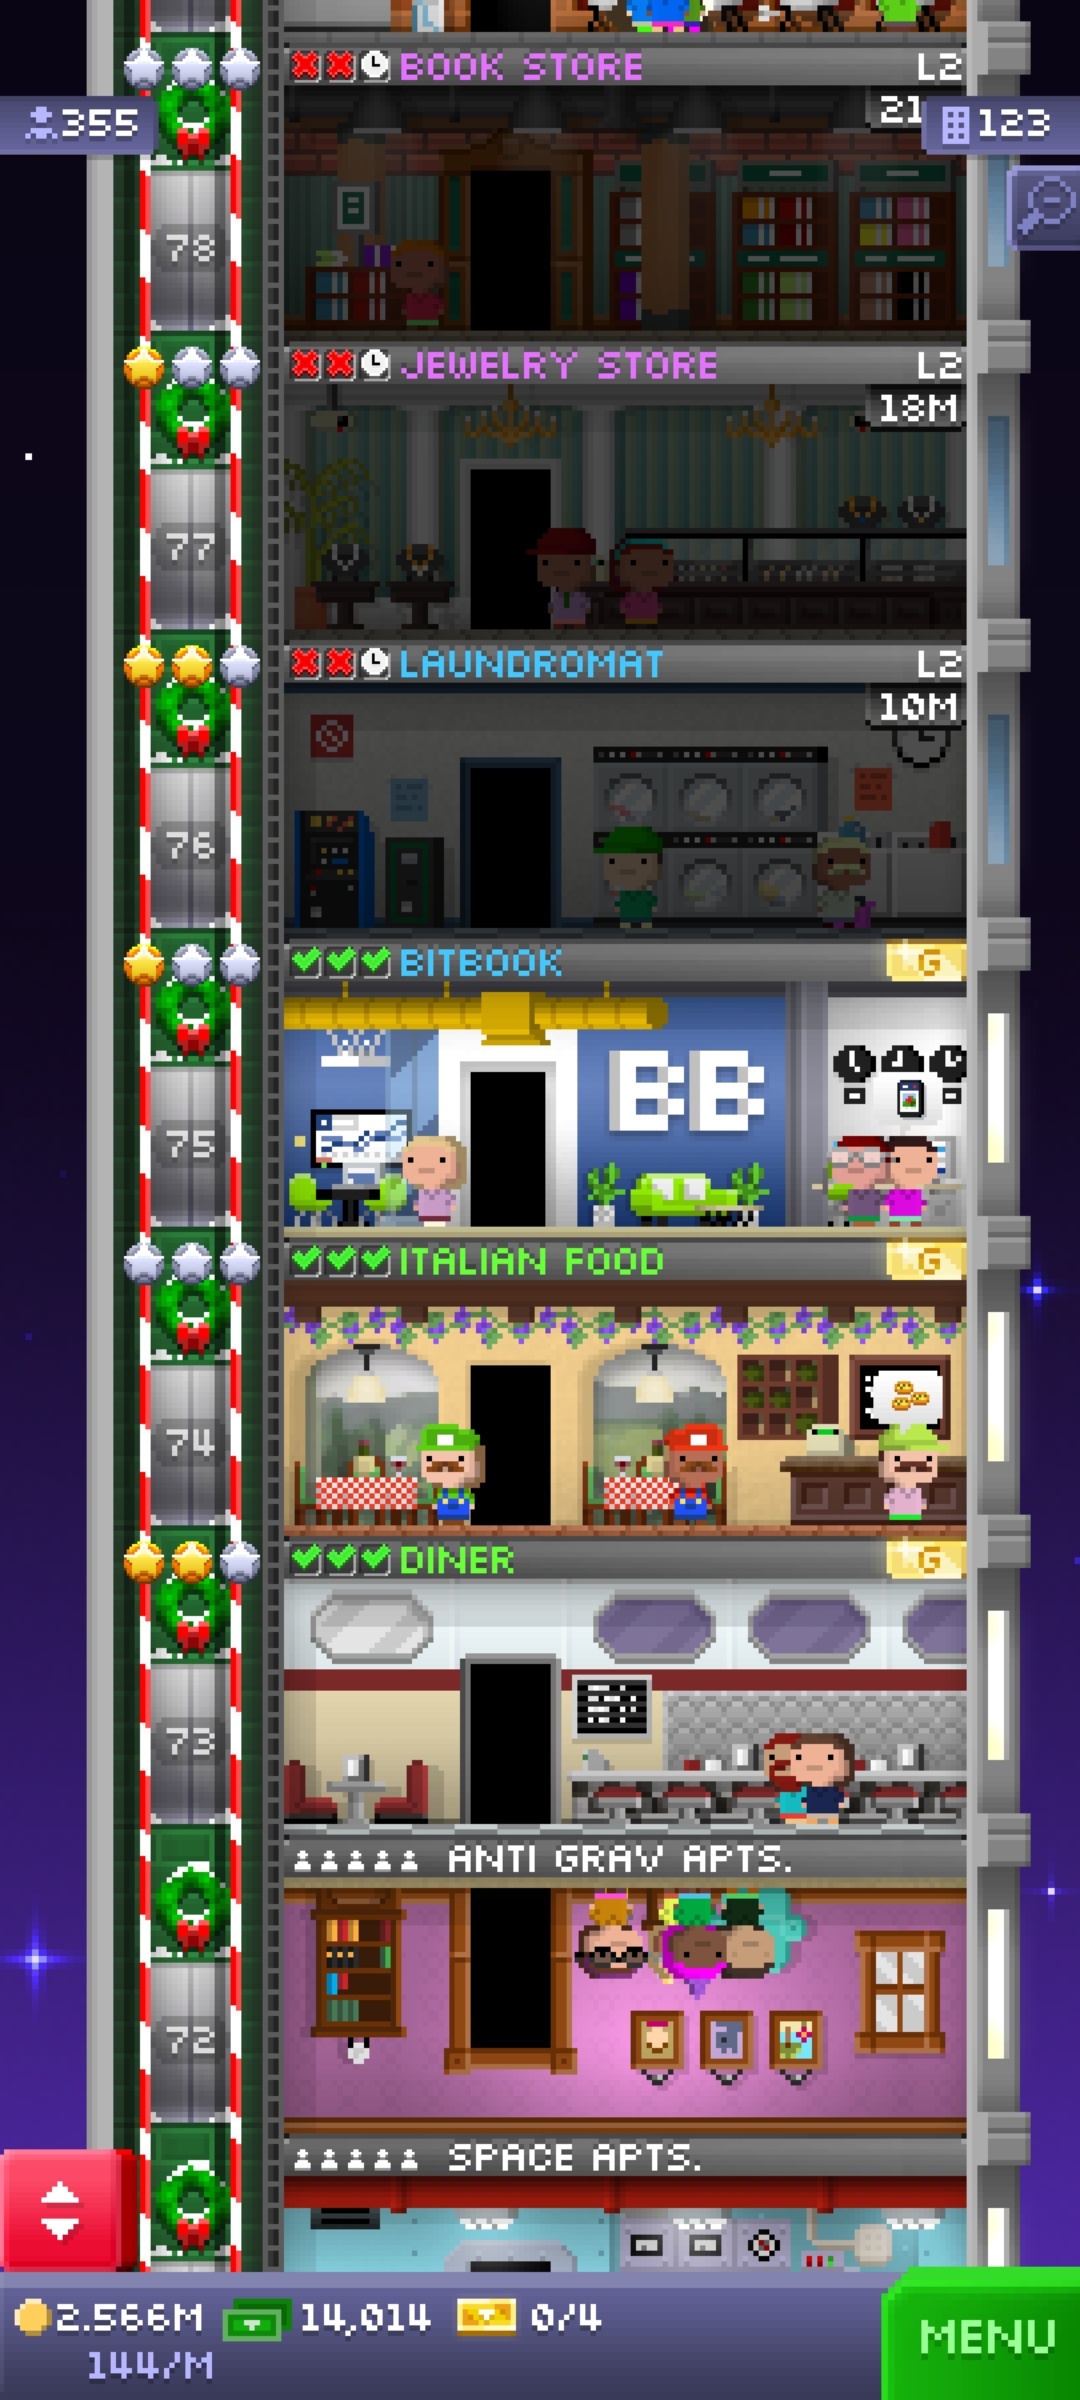 BOOK STORE L2
21
355
123
78
JEWELRY STORE L2
18M
77
LAUNDROMAT L2
10M
76
BITBOOK G
BB
75
ITALIAN FOOD G
74
DINER G
73
ANTI GRAV APTS.
72
SPACE APTS.
2.566M 14,014 0/4
144/M
MENU